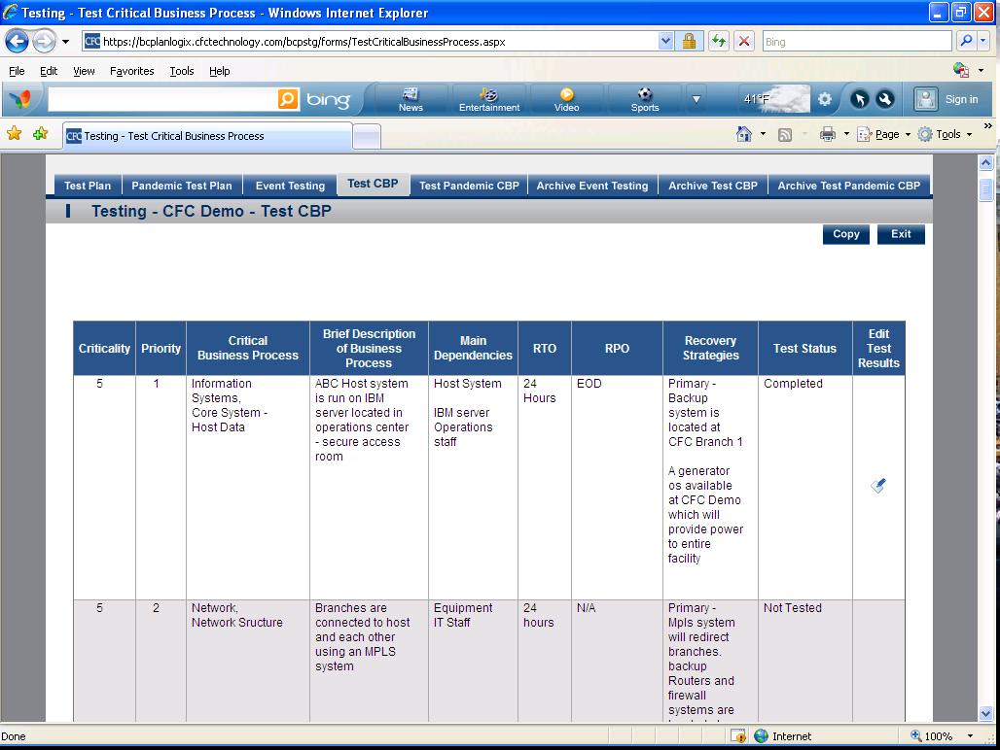 Testing - Test Critical Business Process - Windows Internet Explorer
CFC https://bcplanlogix.cfctechnology.com/bcpstg/forms/TestCriticalBusinessProcess.aspx
Bing
File Edit View Favorites Tools Help
bing
News Entertainment Video Sports 41°F Sign in
CFC Testing - Test Critical Business Process
Page Tools »
Test Plan Pandemic Test Plan Event Testing Test CBP Test Pandemic CBP Archive Event Testing Archive Test CBP Archive Test Pandemic CBP
Testing - CFC Demo - Test CBP
Copy Exit
Criticality
Priority
Critical
Business Process
Brief Description
of Business
Process
Main
Dependencies
RTO
RPO
Recovery
Strategies
Test Status
Edit
Test
Results
5
1
Information
Systems,
Core System -
Host Data
ABC Host system
is run on IBM
server located in
operations center
- secure access
room
Host System
IBM server
Operations
staff
24
Hours
EOD
Primary -
Backup
system is
located at
CFC Branch 1
A generator
os available
at CFC Demo
which will
provide power
to entire
facility
Completed
5
2
Network,
Network Sructure
Branches are
connected to host
and each other
using an MPLS
system
Equipment
IT Staff
24
hours
N/A
Primary -
Mpls system
will redirect
branches.
backup
Routers and
firewall
systems are
Not Tested
Done
Internet
100%